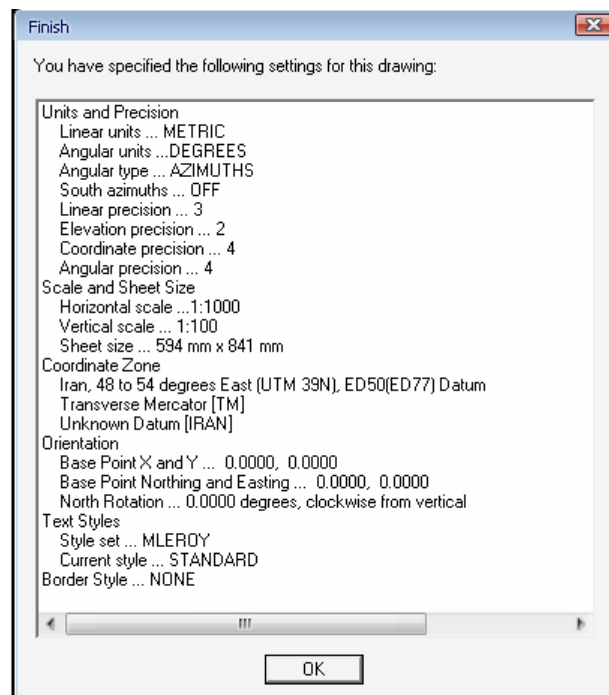 Finish
You have specified the following settings for this drawing:
Units and Precision
Linear units ... METRIC
Angular units ...DEGREES
Angular type ... AZIMUTHS
South azimuths ... OFF
Linear precision ... 3
Elevation precision ... 2
Coordinate precision ... 4
Angular precision ... 4
Scale and Sheet Size
Horizontal scale ...1:1000
Vertical scale ... 1:100
Sheet size ... 594 mm x 841 mm
Coordinate Zone
Iran, 48 to 54 degrees East (UTM 39N), ED50(ED77) Datum
Transverse Mercator [TM]
Unknown Datum [IRAN]
Orientation
Base Point X and Y ... 0.0000, 0.0000
Base Point Northing and Easting ... 0.0000, 0.0000
North Rotation ... 0.0000 degrees, clockwise from vertical
Text Styles
Style set ... MLEROY
Current style ... STANDARD
Border Style ... NONE
OK